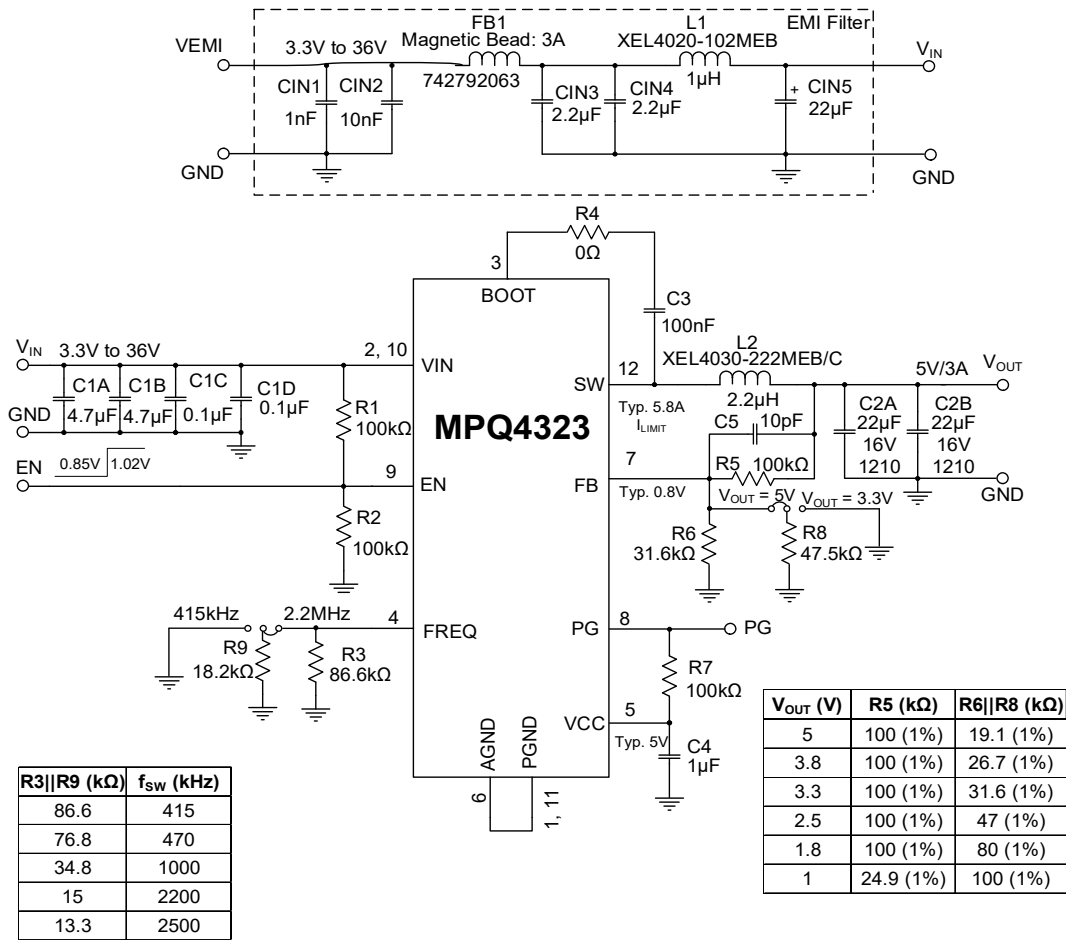 FB1
L1
EMI Filter
VEMI
3.3V to 36V
Magnetic Bead: 3A
XEL4020-102MEB
VIN
742792063
1µH
CIN1
CIN2
CIN3
CIN4
CIN5
1nF
10nF
2.2µF
2.2µF
+
22µF
GND
GND
R4
0Ω
3
BOOT
C3
100nF
VIN
3.3V to 36V
2, 10
VIN
C1A
C1B
C1C
C1D
4.7µF
4.7µF
0.1µF
0.1µF
GND
R1
100kΩ
12
SW
L2
XEL4030-222MEB/C
2.2µH
5V/3A
VOUT
MPQ4323
Typ. 5.8A
ILIMIT
C5
10pF
C2A
22µF
16V
1210
C2B
22µF
16V
1210
EN
0.85V
1.02V
9
EN
7
FB
Typ. 0.8V
R5
100kΩ
GND
VOUT = 5V
VOUT = 3.3V
R2
100kΩ
R6
31.6kΩ
R8
47.5kΩ
415kHz
2.2MHz
4
FREQ
R9
18.2kΩ
R3
86.6kΩ
PG
8
PG
R7
100kΩ
VCC
5
Typ. 5V
C4
1µF
AGND
PGND
6
1, 11
R3||R9 (kΩ) fSW (kHz)
86.6 415
76.8 470
34.8 1000
15 2200
13.3 2500
VOUT (V) R5 (kΩ) R6||R8 (kΩ)
5 100 (1%) 19.1 (1%)
3.8 100 (1%) 26.7 (1%)
3.3 100 (1%) 31.6 (1%)
2.5 100 (1%) 47 (1%)
1.8 100 (1%) 80 (1%)
1 24.9 (1%) 100 (1%)